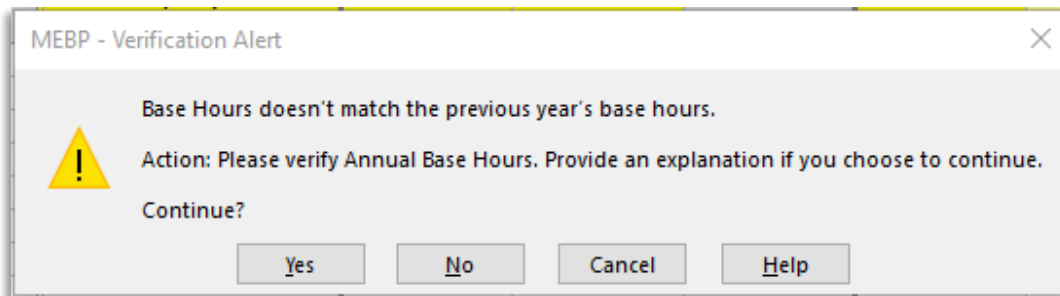 MEBP - Verification Alert
Base Hours doesn't match the previous year's base hours.
Action: Please verify Annual Base Hours. Provide an explanation if you choose to continue.
Continue?
Yes No Cancel Help